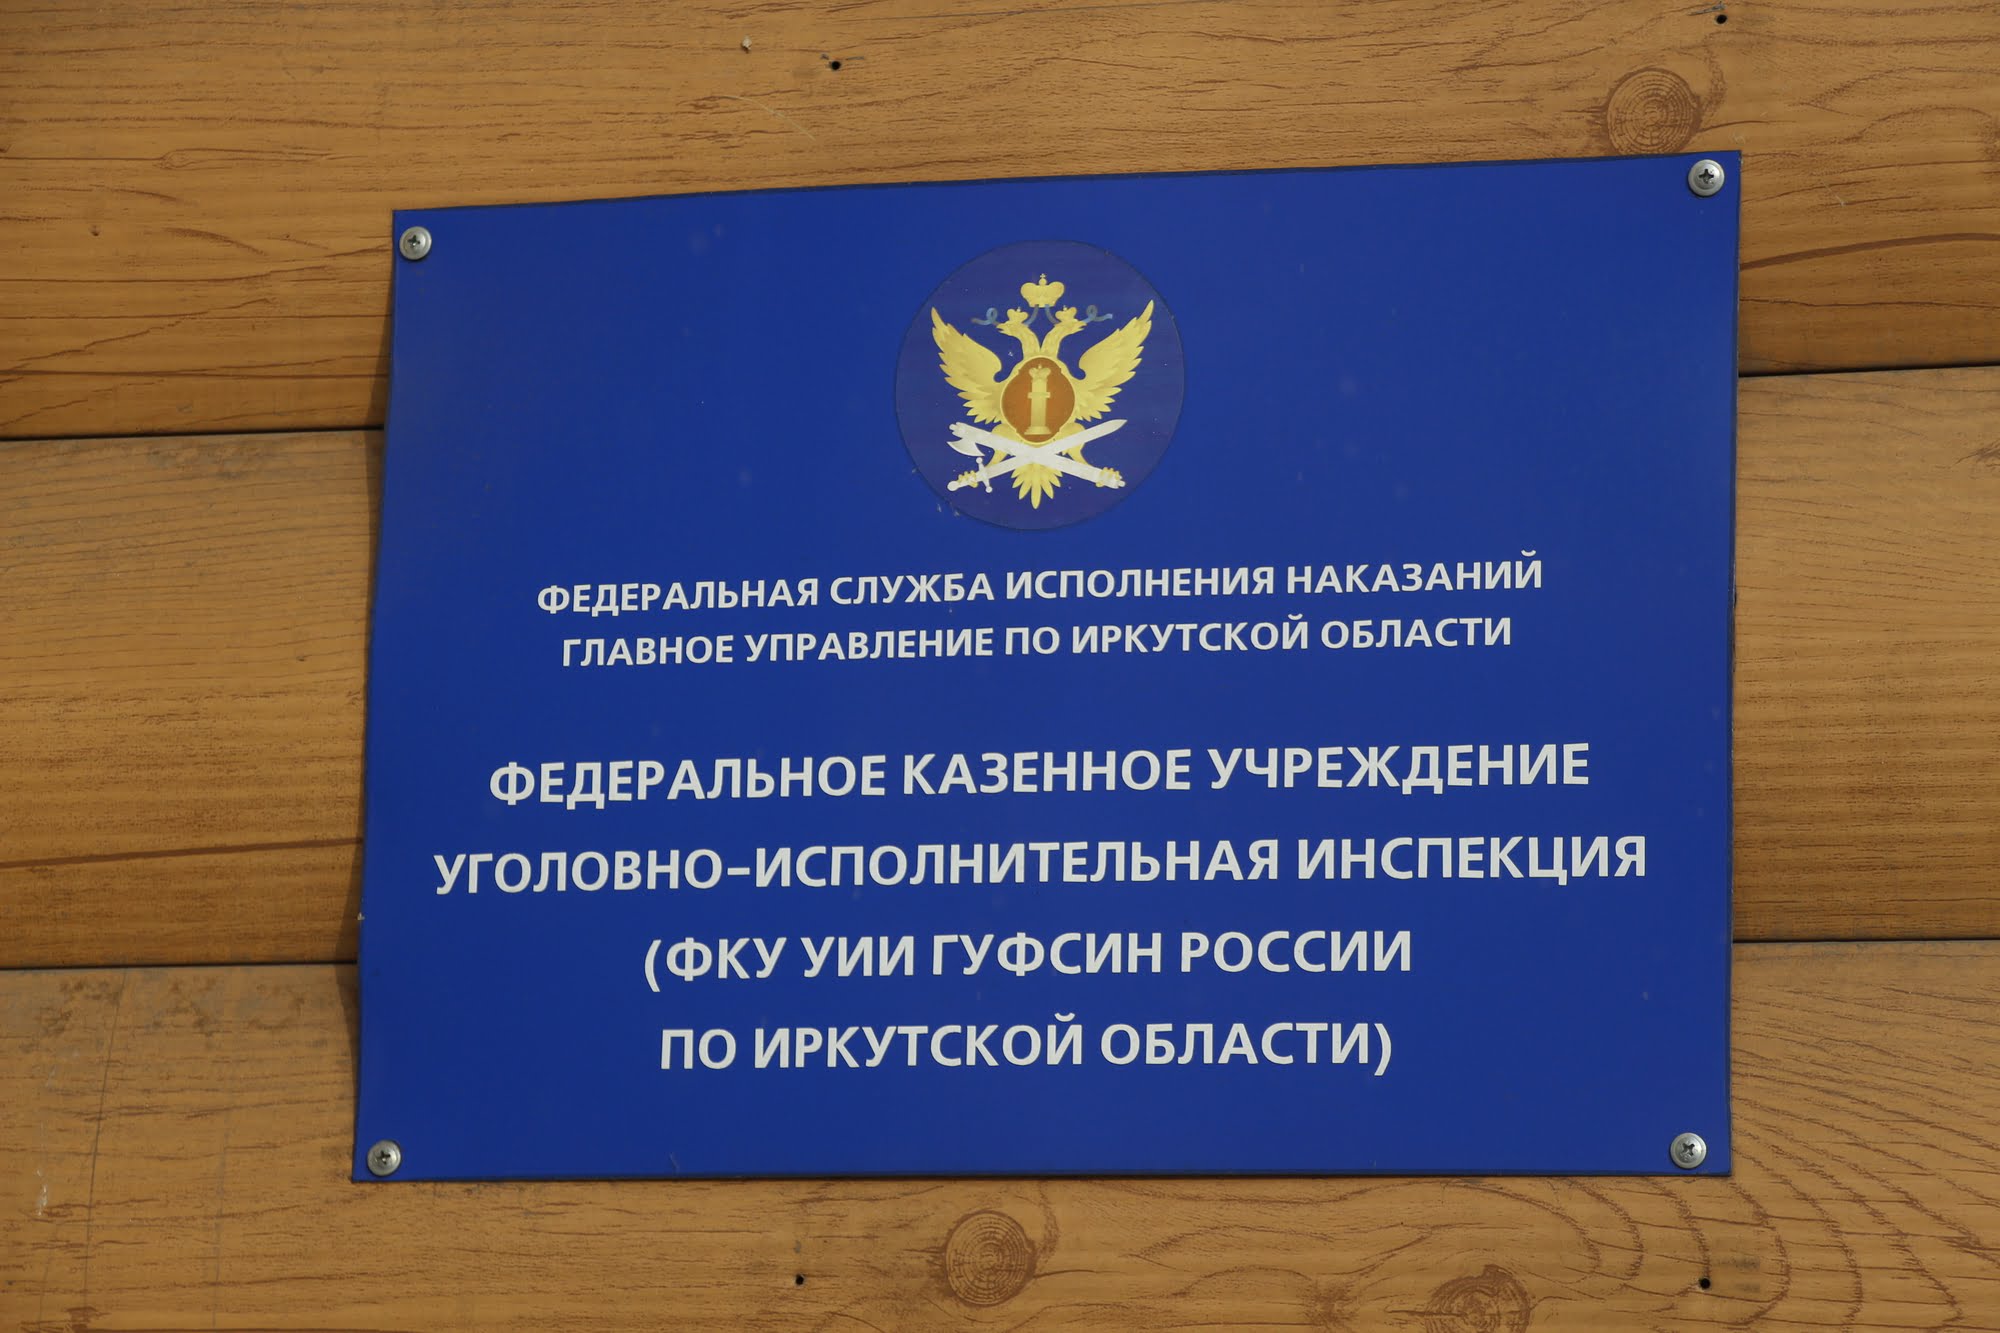 ФЕДЕРАЛЬНАЯ СЛУЖБА ИСПОЛНЕНИЯ НАКАЗАНИЙ
ГЛАВНОЕ УПРАВЛЕНИЕ ПО ИРКУТСКОЙ ОБЛАСТИ
ФЕДЕРАЛЬНОЕ КАЗЕННОЕ УЧРЕЖДЕНИЕ
УГОЛОВНО-ИСПОЛНИТЕЛЬНАЯ ИНСПЕКЦИЯ
(ФКУ УИИ ГУФСИН РОССИИ
ПО ИРКУТСКОЙ ОБЛАСТИ)